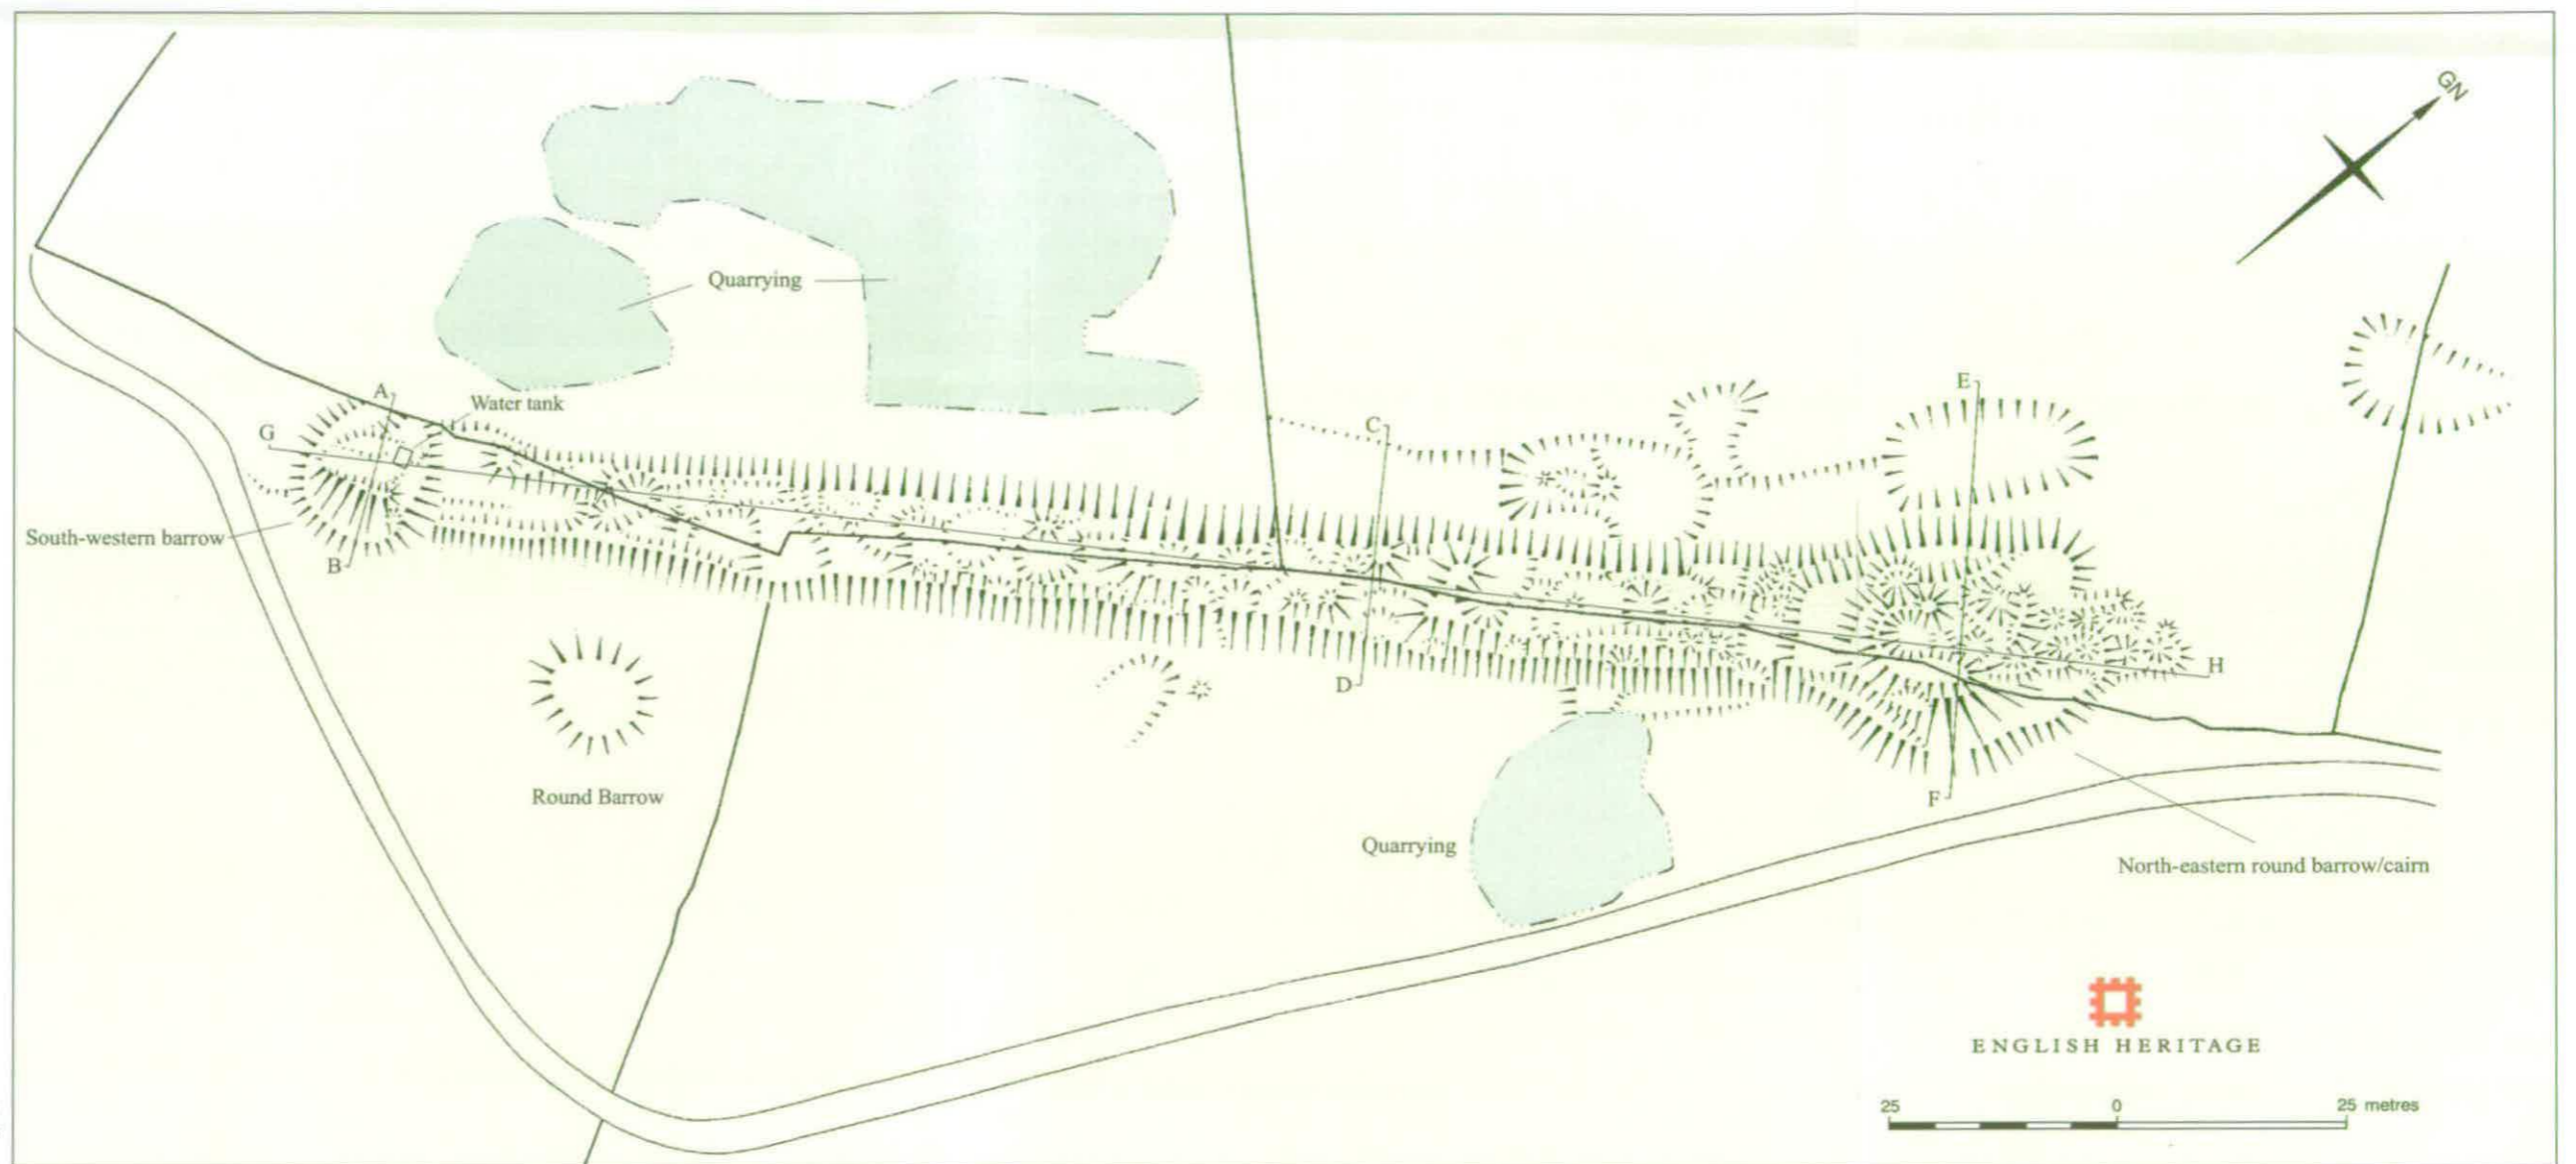 GN
Quarrying
A
Water tank
G
C
E
South-western barrow
B
D
H
Round Barrow
F
Quarrying
North-eastern round barrow/cairn
ENGLISH HERITAGE
25 0 25 metres